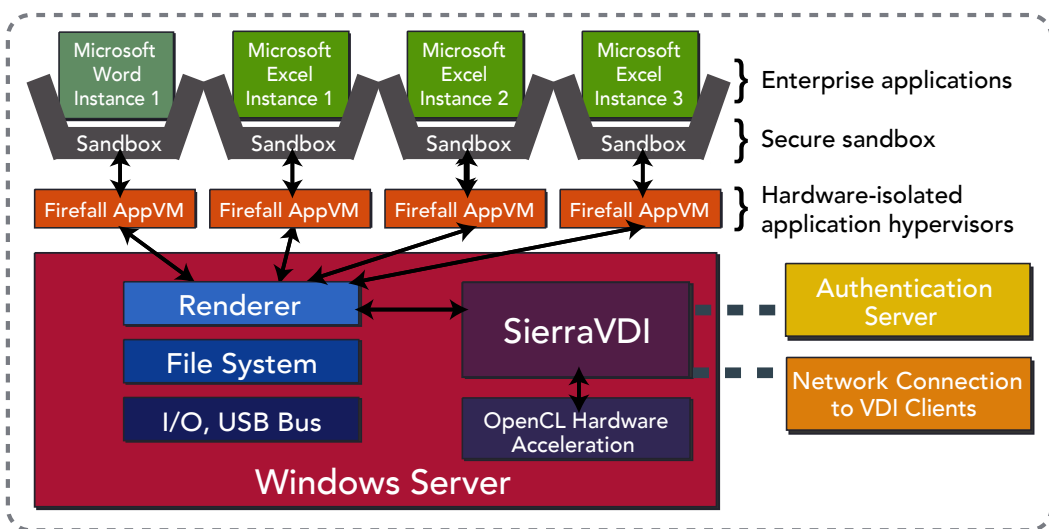 Microsoft
Word
Instance 1
Microsoft
Excel
Instance 1
Microsoft
Excel
Instance 2
Microsoft
Excel
Instance 3
} Enterprise applications
Sandbox
Sandbox
Sandbox
Sandbox
} Secure sandbox
Firefall AppVM
Firefall AppVM
Firefall AppVM
Firefall AppVM
} Hardware-isolated
application hypervisors
Renderer
File System
I/O, USB Bus
SierraVDI
OpenCL Hardware
Acceleration
Windows Server
Authentication
Server
Network Connection
to VDI Clients